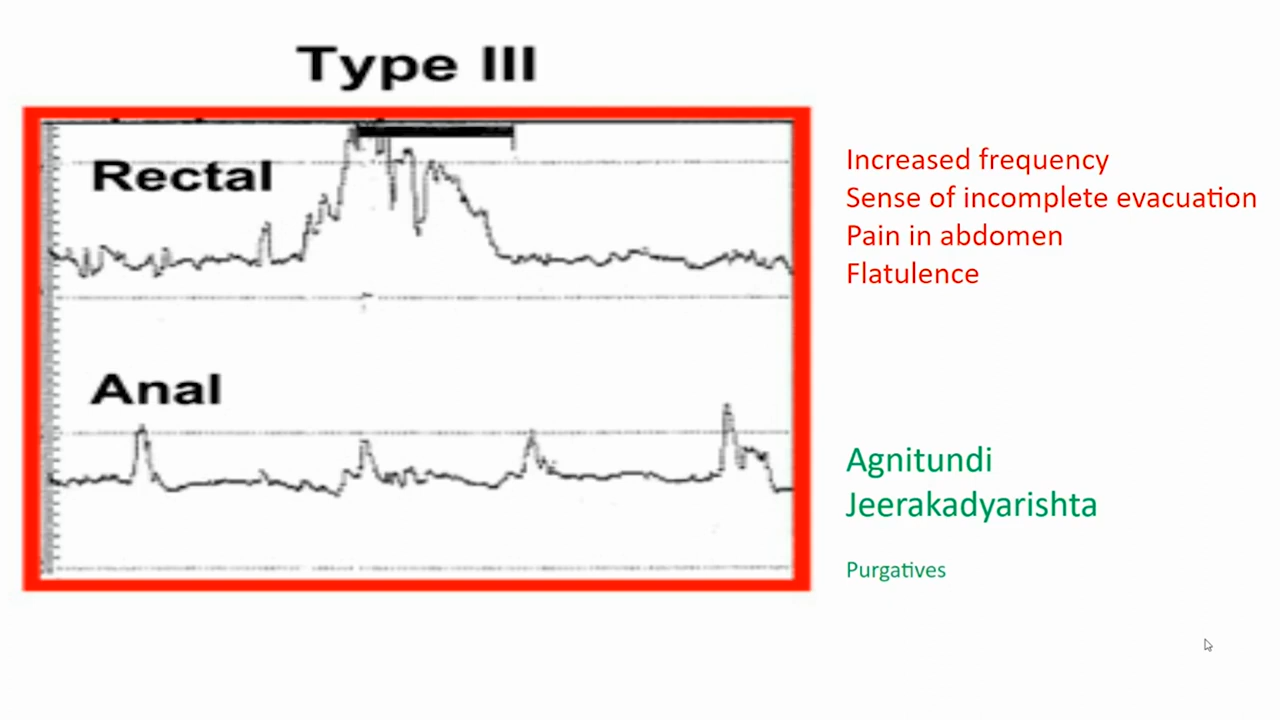 Type III
Rectal
Anal
Increased frequency
Sense of incomplete evacuation
Pain in abdomen
Flatulence
Agnitundi
Jeerakadyarishta
Purgatives